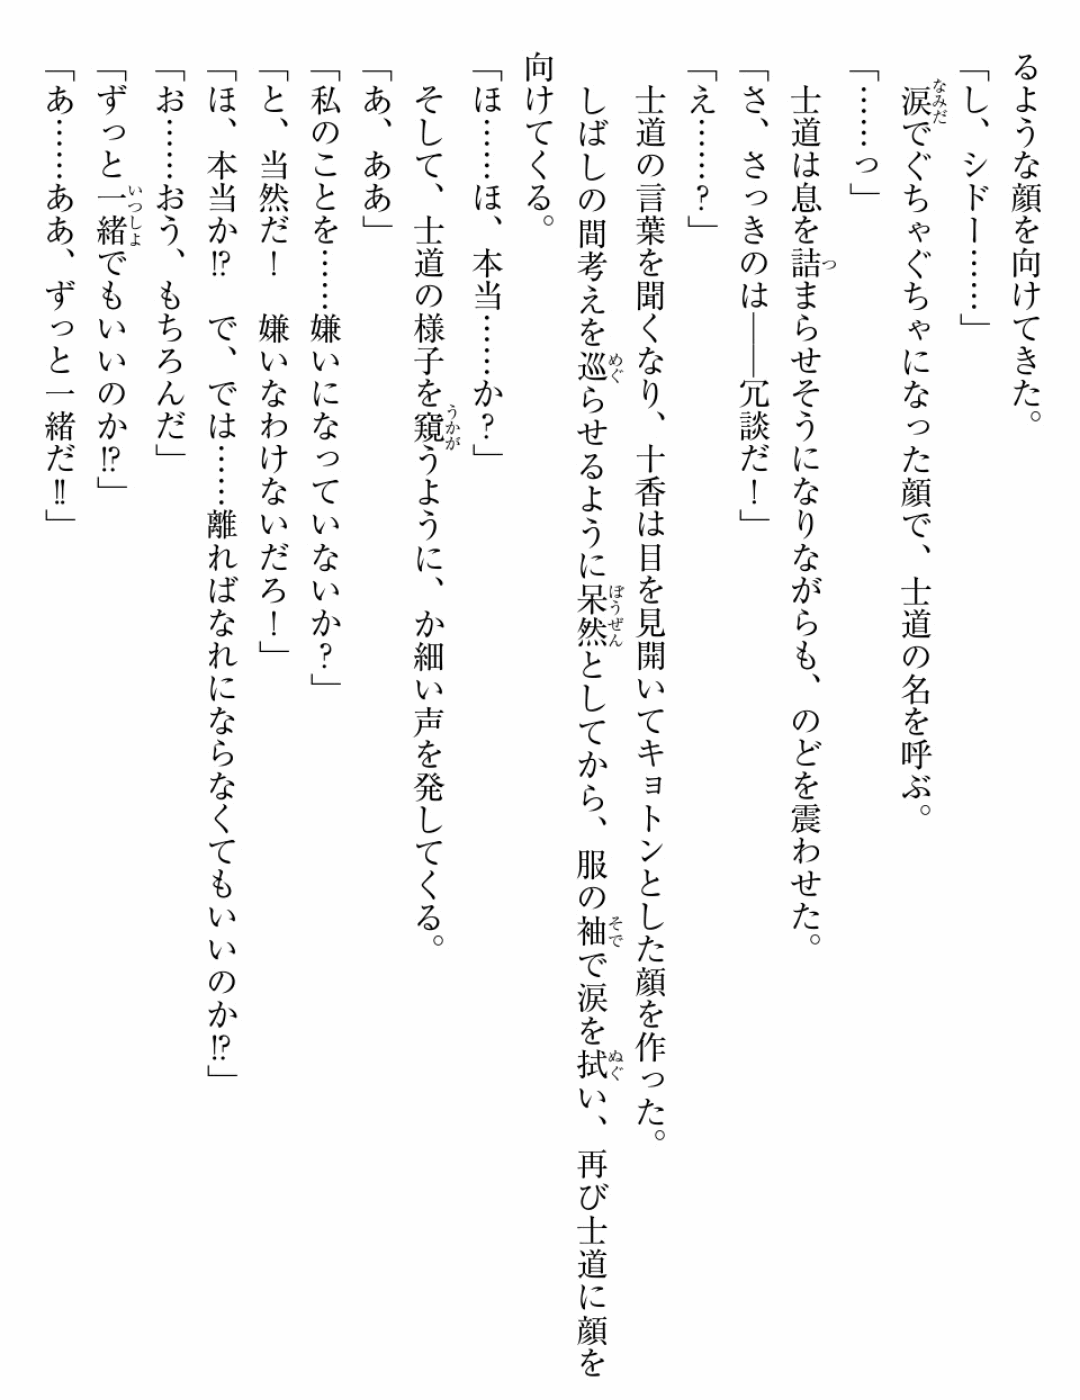 るような顔を向けてきた。
「し、シドー……」
涙でぐちゃぐちゃになった顔で、士道の名を呼ぶ。
「……っ」
士道は息を詰まらせそうになりながらも、のどを震わせた。
「さ、さっきのは――冗談だ！」
「え……？」
士道の言葉を聞くなり、十香は目を見開いてキョトンとした顔を作った。
しばしの間考えを巡らせるように呆然としてから、服の袖で涙を拭い、再び士道に顔を
向けてくる。
「ほ……ほ、本当……か？」
そして、士道の様子を窺うように、か細い声を発してくる。
「あ、ああ」
「私のことを……嫌いになっていないか？」
「と、当然だ！　嫌いなわけないだろ！」
「ほ、本当か⁉　で、では……離ればなれにならなくてもいいのか⁉」
「お……おう、もちろんだ」
「ずっと一緒でもいいのか⁉」
「あ……ああ、ずっと一緒だ‼」